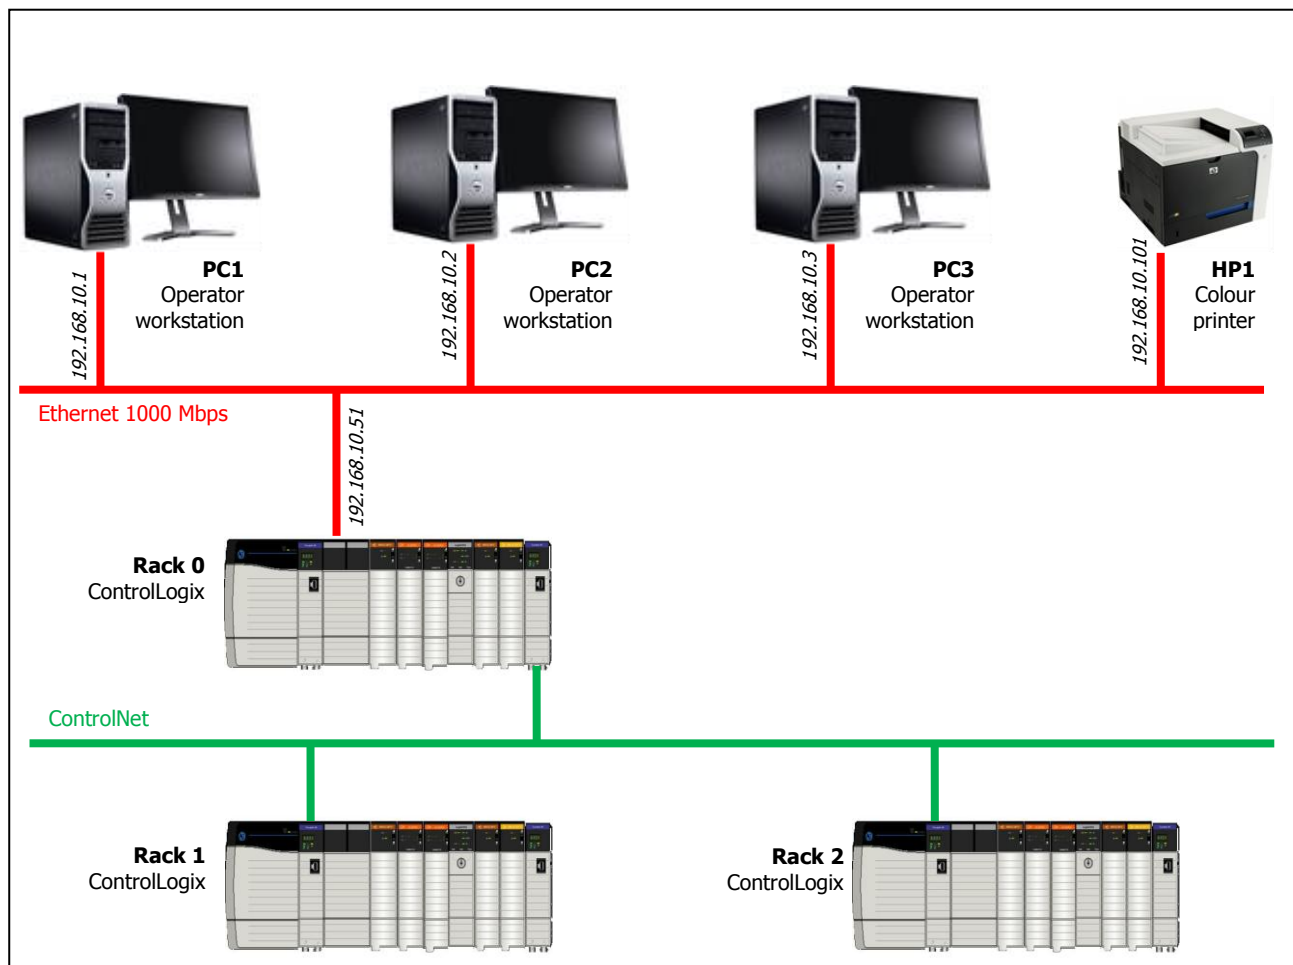 192.168.10.1
PC1
Operator
workstation
192.168.10.2
PC2
Operator
workstation
192.168.10.3
PC3
Operator
workstation
192.168.10.101
HP1
Colour
printer
Ethernet 1000 Mbps
192.168.10.51
Rack 0
ControlLogix
ControlNet
Rack 1
ControlLogix
Rack 2
ControlLogix